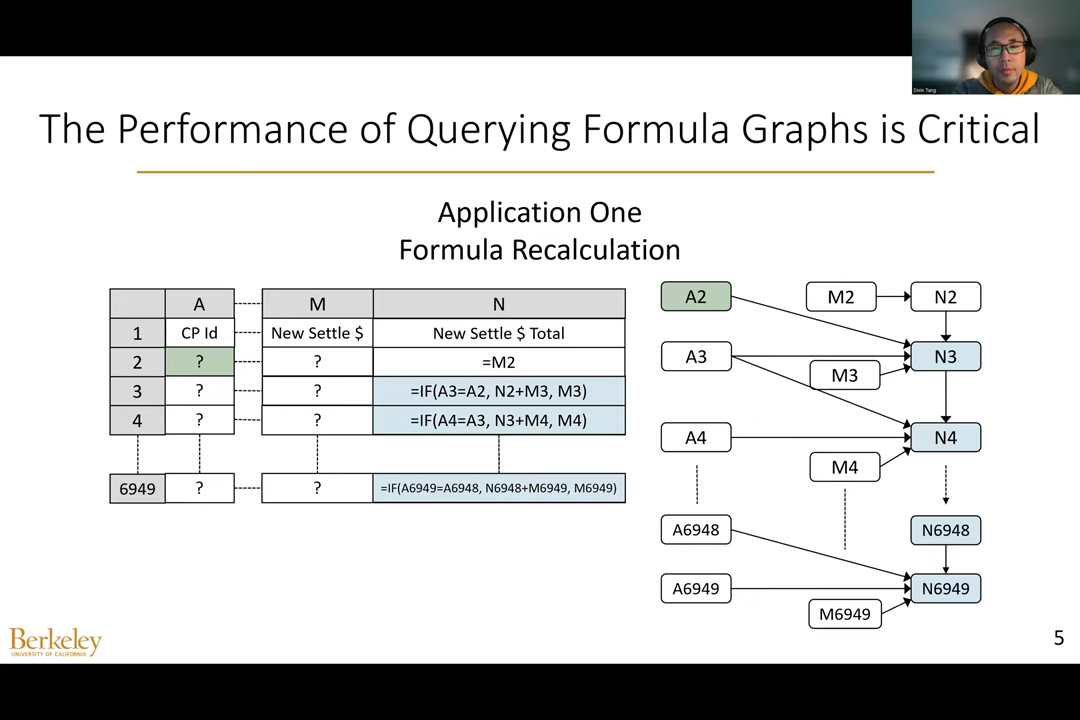 Dixin Tang
The Performance of Querying Formula Graphs is Critical
Application One
Formula Recalculation
A M N
1 CP Id New Settle $ New Settle $ Total
2 ? ? =M2
3 ? ? =IF(A3=A2, N2+M3, M3)
4 ? ? =IF(A4=A3, N3+M4, M4)
6949 ? ? =IF(A6949=A6948, N6948+M6949, M6949)
A2 M2 N2
A3 N3
M3
A4 N4
M4
A6948 N6948
A6949 N6949
M6949
Berkeley
UNIVERSITY OF CALIFORNIA
5